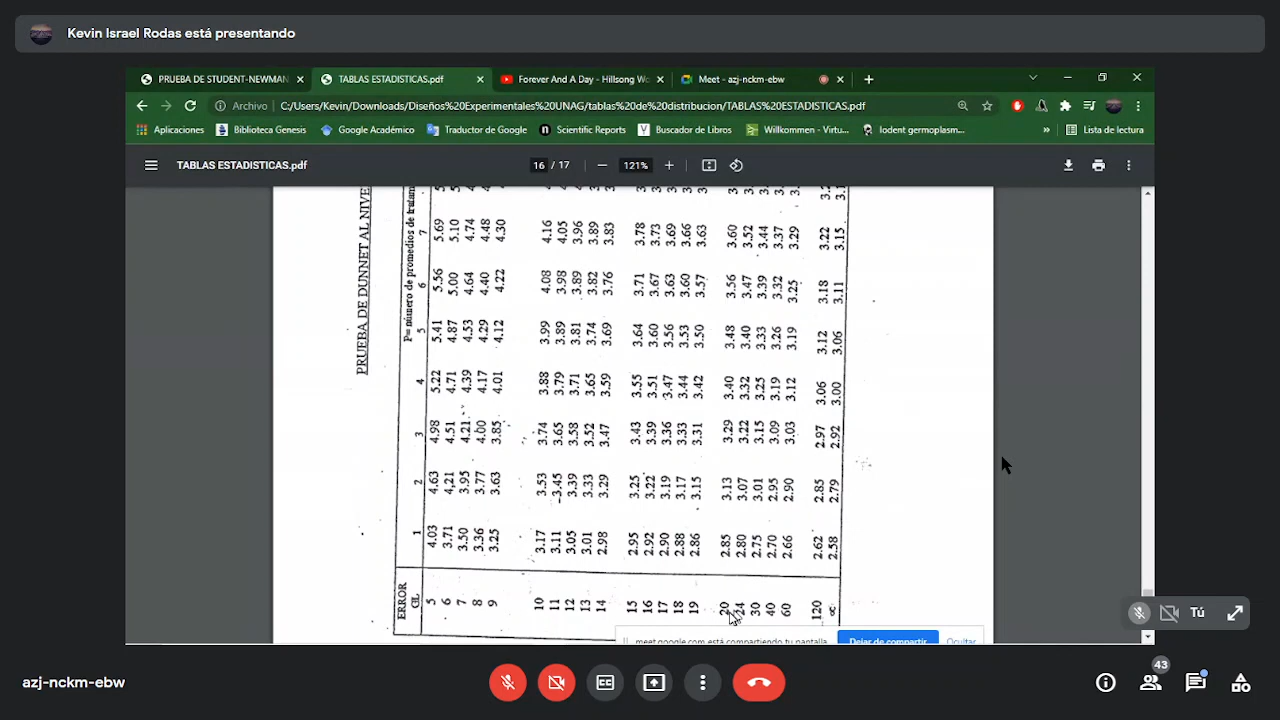 Kevin Israel Rodas está presentando
PRUEBA DE STUDENT-NEWMAN
TABLAS ESTADISTICAS.pdf
Forever And A Day - Hillsong Wo
Meet - azj-nckm-ebw
Archivo
C:/Users/Kevin/Downloads/Diseños%20Experimentales%20UNAG/tablas%20de%20distribucion/TABLAS%20ESTADISTICAS.pdf
Aplicaciones
Biblioteca Genesis
Google Académico
Traductor de Google
Scientific Reports
Buscador de Libros
Willkommen - Virtu...
Iodent germoplasm...
»
Lista de lectura
TABLAS ESTADISTICAS.pdf
16 / 17
121%
PRUEBA DE DUNNET AL NIVE
P= número de promedios de tratam
ERROR GL 1 2 3 4 5 6 7
5 4.03 4.63 4.98 5.22 5.41 5.56 5.69
6 3.71 4,21 4.51 4.71 4.87 5.00 5.10
7 3.50 3.95 4.21 4.39 4.53 4.64 4.74
8 3.36 3.77 4.00 4.17 4.29 4.40 4.48
9 3.25 3.63 3.85 4.01 4.12 4.22 4.30
10 3.17 3.53 3.74 3.88 3.99 4.08 4.16
11 3.11 3.45 3.65 3.79 3.89 3.98 4.05
12 3.05 3.39 3.58 3.71 3.81 3.89 3.96
13 3.01 3.33 3.52 3.65 3.74 3.82 3.89
14 2.98 3.29 3.47 3.59 3.69 3.76 3.83
15 2.95 3.25 3.43 3.55 3.64 3.71 3.78
16 2.92 3.22 3.39 3.51 3.60 3.67 3.73
17 2.90 3.19 3.36 3.47 3.56 3.63 3.69
18 2.88 3.17 3.33 3.44 3.53 3.60 3.66
19 2.86 3.15 3.31 3.42 3.50 3.57 3.63
20 2.85 3.13 3.29 3.40 3.48 3.56 3.60
24 2.80 3.07 3.22 3.32 3.40 3.47 3.52
30 2.75 3.01 3.15 3.25 3.33 3.39 3.44
40 2.70 2.95 3.09 3.19 3.26 3.32 3.37
60 2.66 2.90 3.03 3.12 3.19 3.25 3.29
120 2.62 2.85 2.97 3.06 3.12 3.18 3.22
∝ 2.58 2.79 2.92 3.00 3.06 3.11 3.15
meet.google.com está compartiendo tu pantalla.
Dejar de compartir
Ocultar
Tú
azj-nckm-ebw
43